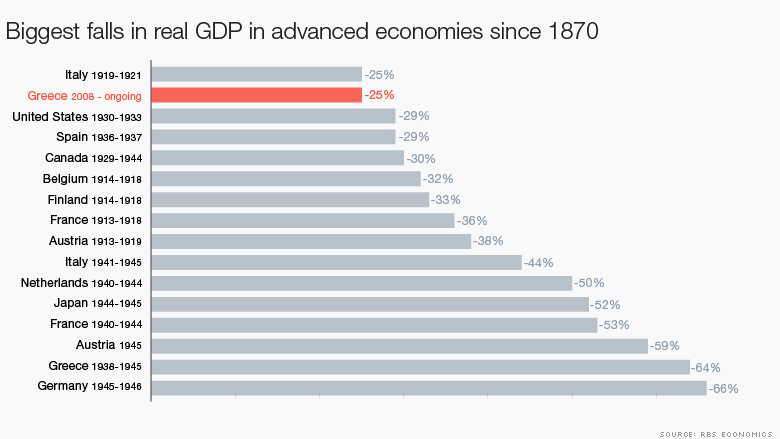 Biggest falls in real GDP in advanced economies since 1870
Italy 1919-1921 -25%
Greece 2008 - ongoing -25%
United States 1930-1933 -29%
Spain 1936-1937 -29%
Canada 1929-1944 -30%
Belgium 1914-1918 -32%
Finland 1914-1918 -33%
France 1913-1918 -36%
Austria 1913-1919 -38%
Italy 1941-1945 -44%
Netherlands 1940-1944 -50%
Japan 1944-1945 -52%
France 1940-1944 -53%
Austria 1945 -59%
Greece 1938-1945 -64%
Germany 1945-1946 -66%
SOURCE: RBS ECONOMICS